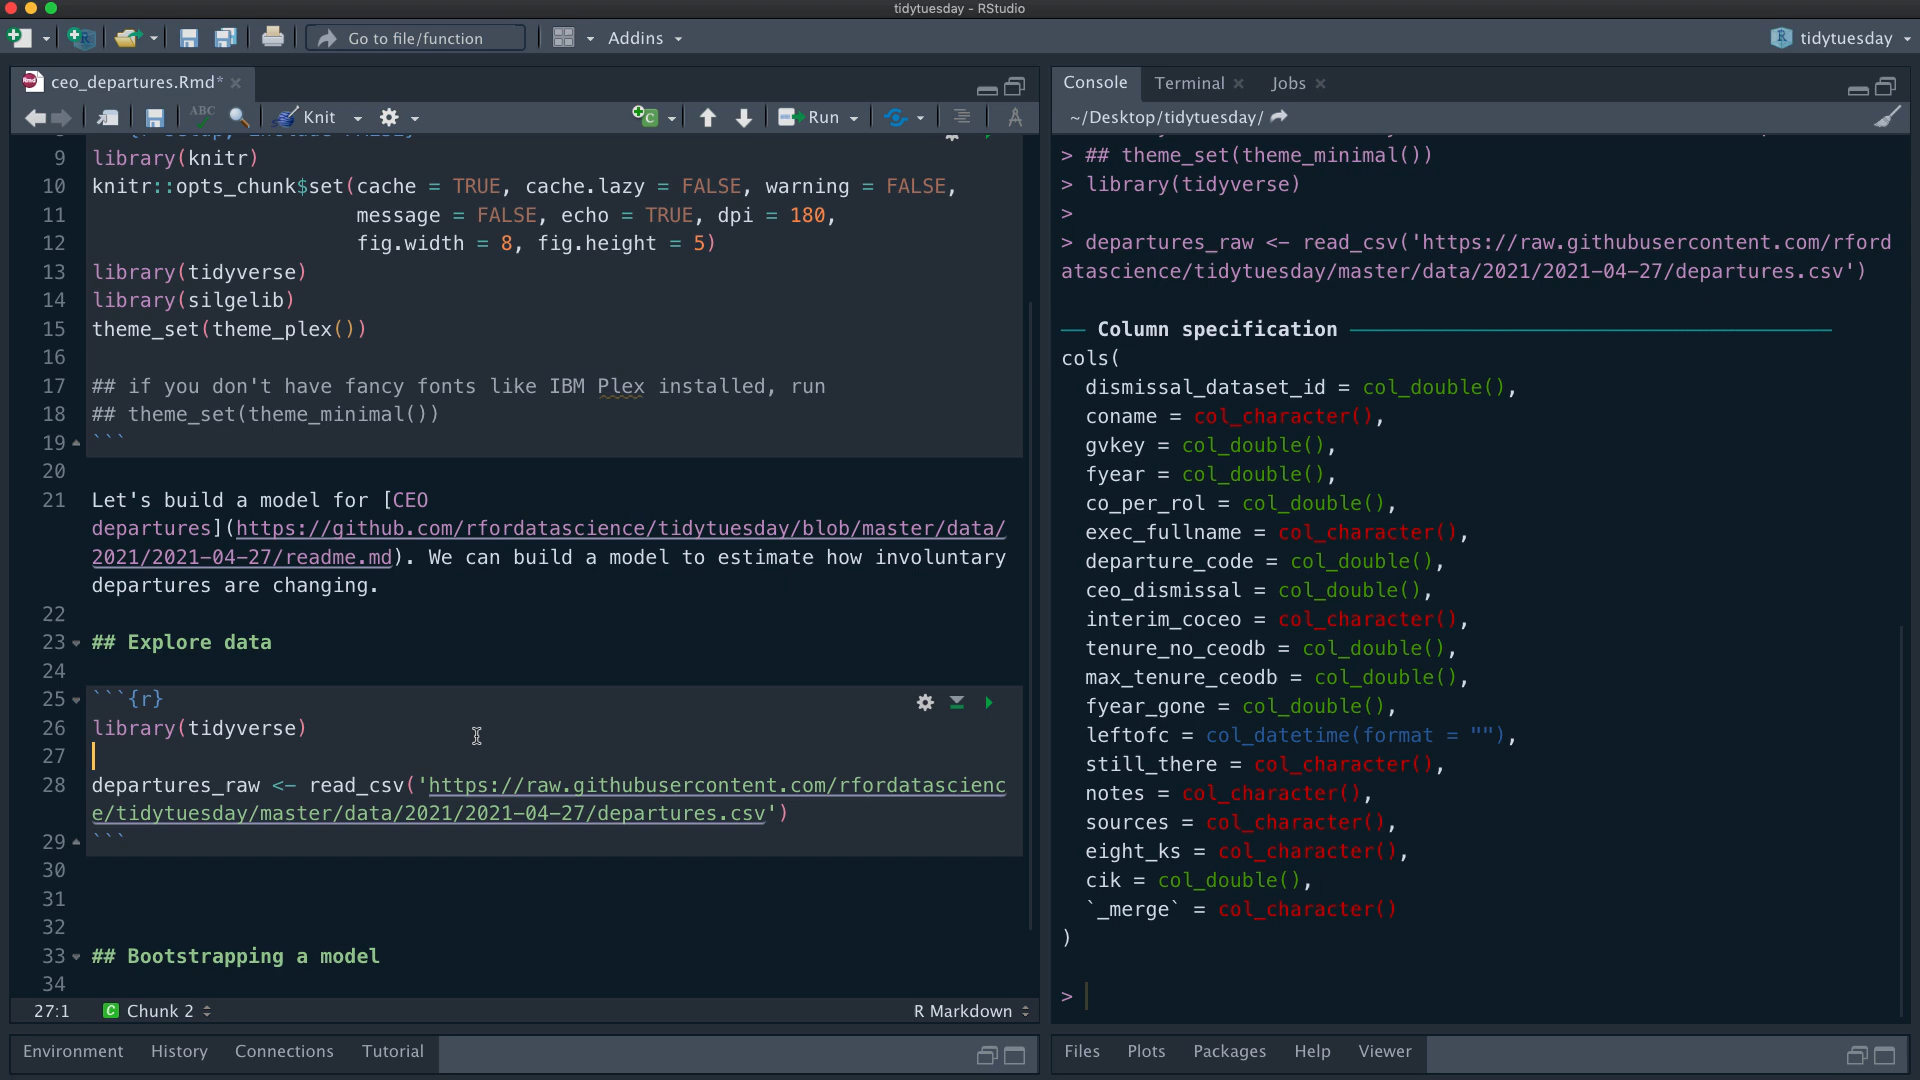 tidytuesday - RStudio
Go to file/function
Addins
tidytuesday
ceo_departures.Rmd*
ABC
Knit
Run
9 library(knitr)
10 knitr::opts_chunk$set(cache = TRUE, cache.lazy = FALSE, warning = FALSE,
11 message = FALSE, echo = TRUE, dpi = 180,
12 fig.width = 8, fig.height = 5)
13 library(tidyverse)
14 library(silgelib)
15 theme_set(theme_plex())
16
17 ## if you don't have fancy fonts like IBM Plex installed, run
18 ## theme_set(theme_minimal())
19 ```
20
21 Let's build a model for [CEO
departures](https://github.com/rfordatascience/tidytuesday/blob/master/data/
2021/2021-04-27/readme.md). We can build a model to estimate how involuntary
departures are changing.
22
23 ## Explore data
24
25 ```{r}
26 library(tidyverse)
27
28 departures_raw <- read_csv('https://raw.githubusercontent.com/rfordatascienc
e/tidytuesday/master/data/2021/2021-04-27/departures.csv')
29 ```
30
31
32
33 ## Bootstrapping a model
34
27:1
C Chunk 2
R Markdown
Environment
History
Connections
Tutorial
Console
Terminal
Jobs
~/Desktop/tidytuesday/
> ## theme_set(theme_minimal())
> library(tidyverse)
>
> departures_raw <- read_csv('https://raw.githubusercontent.com/rford
atascience/tidytuesday/master/data/2021/2021-04-27/departures.csv')
── Column specification ──
cols(
dismissal_dataset_id = col_double(),
coname = col_character(),
gvkey = col_double(),
fyear = col_double(),
co_per_rol = col_double(),
exec_fullname = col_character(),
departure_code = col_double(),
ceo_dismissal = col_double(),
interim_coceo = col_character(),
tenure_no_ceodb = col_double(),
max_tenure_ceodb = col_double(),
fyear_gone = col_double(),
leftofc = col_datetime(format = ""),
still_there = col_character(),
notes = col_character(),
sources = col_character(),
eight_ks = col_character(),
cik = col_double(),
`_merge` = col_character()
)
>
Files
Plots
Packages
Help
Viewer